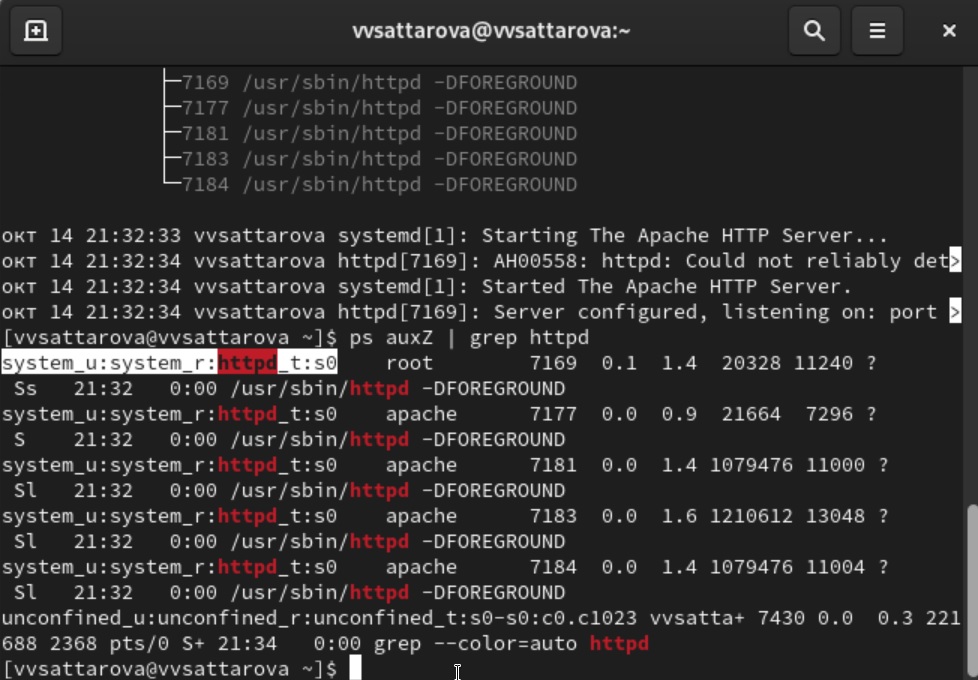 vvsattarova@vvsattarova:~
├─7169 /usr/sbin/httpd -DFOREGROUND
├─7177 /usr/sbin/httpd -DFOREGROUND
├─7181 /usr/sbin/httpd -DFOREGROUND
├─7183 /usr/sbin/httpd -DFOREGROUND
└─7184 /usr/sbin/httpd -DFOREGROUND
окт 14 21:32:33 vvsattarova systemd[1]: Starting The Apache HTTP Server...
окт 14 21:32:34 vvsattarova httpd[7169]: AH00558: httpd: Could not reliably det>
окт 14 21:32:34 vvsattarova systemd[1]: Started The Apache HTTP Server.
окт 14 21:32:34 vvsattarova httpd[7169]: Server configured, listening on: port >
[vvsattarova@vvsattarova ~]$ ps auxZ | grep httpd
system_u:system_r:httpd_t:s0    root        7169  0.1  1.4  20328 11240 ?
 Ss   21:32   0:00 /usr/sbin/httpd -DFOREGROUND
system_u:system_r:httpd_t:s0    apache      7177  0.0  0.9  21664  7296 ?
 S    21:32   0:00 /usr/sbin/httpd -DFOREGROUND
system_u:system_r:httpd_t:s0    apache      7181  0.0  1.4 1079476 11000 ?
 Sl   21:32   0:00 /usr/sbin/httpd -DFOREGROUND
system_u:system_r:httpd_t:s0    apache      7183  0.0  1.6 1210612 13048 ?
 Sl   21:32   0:00 /usr/sbin/httpd -DFOREGROUND
system_u:system_r:httpd_t:s0    apache      7184  0.0  1.4 1079476 11004 ?
 Sl   21:32   0:00 /usr/sbin/httpd -DFOREGROUND
unconfined_u:unconfined_r:unconfined_t:s0-s0:c0.c1023 vvsatta+ 7430 0.0  0.3 221
688 2368 pts/0 S+ 21:34   0:00 grep --color=auto httpd
[vvsattarova@vvsattarova ~]$